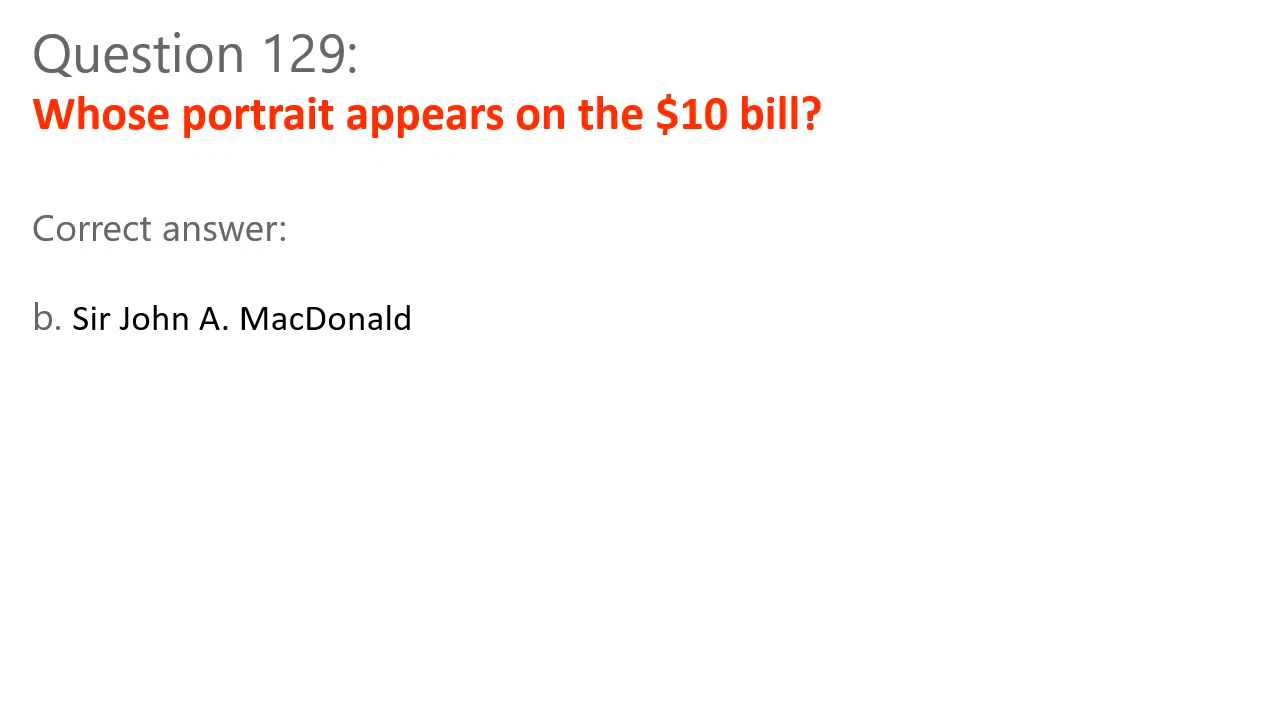 Question 129:
Whose portrait appears on the $10 bill?
Correct answer:
b. Sir John A. MacDonald